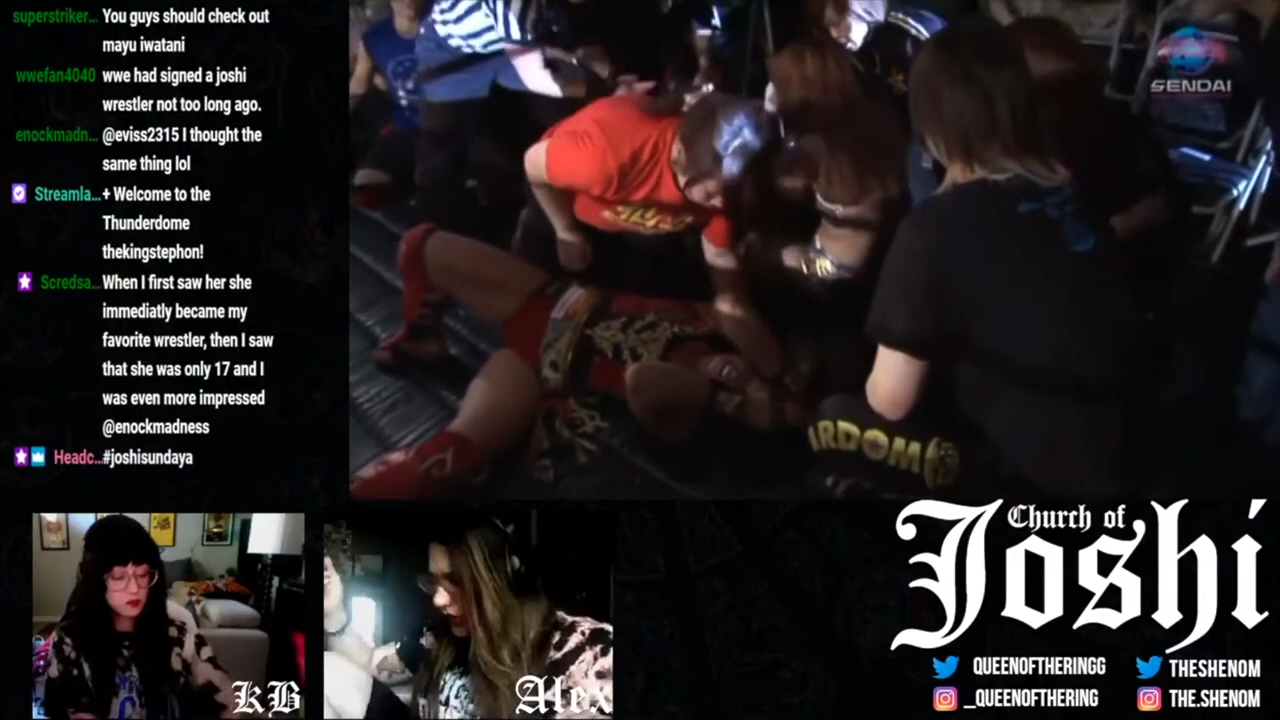 superstriker... You guys should check out
mayu iwatani
wwefan4040 wwe had signed a joshi
wrestler not too long ago.
enockmadn... @eviss2315 I thought the
same thing lol
Streamla... + Welcome to the
Thunderdome
thekingstephon!
Scredsa... When I first saw her she
immediatly became my
favorite wrestler, then I saw
that she was only 17 and I
was even more impressed
@enockmadness
Headc... #joshisundaya
SENDAI
ARDOM
kB
Alex
Church of
Joshi
QUEENOFTHERINGG
THESHENOM
_QUEENOFTHERING
THE.SHENOM